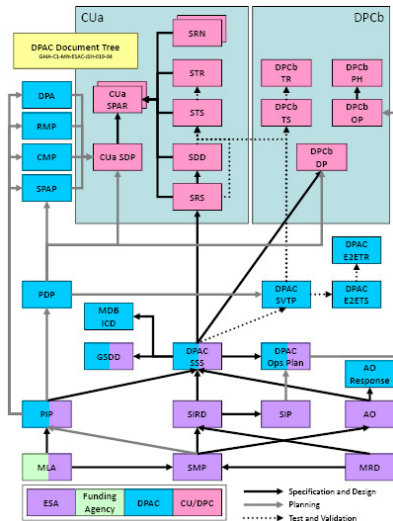 CUa
DPCb
DPAC Document Tree
GAIA-C1-MN-ESAC-JSH-013-04
SRN
STR
DPCb
TR
DPCb
PH
DPA
CUa
SPAR
STS
DPCb
TS
DPCb
OP
RMP
CMP
CUa SDP
SDD
DPCb
DP
SPAP
SRS
DPAC
E2ETR
PDP
DPAC
SVTP
DPAC
E2ETS
MDB
ICD
GSDD
DPAC
SSS
DPAC
Ops Plan
AO
Response
PIP
SIRD
SIP
AO
MLA
SMP
MRD
ESA
Funding
Agency
DPAC
CU/DPC
Specification and Design
Planning
Test and Validation